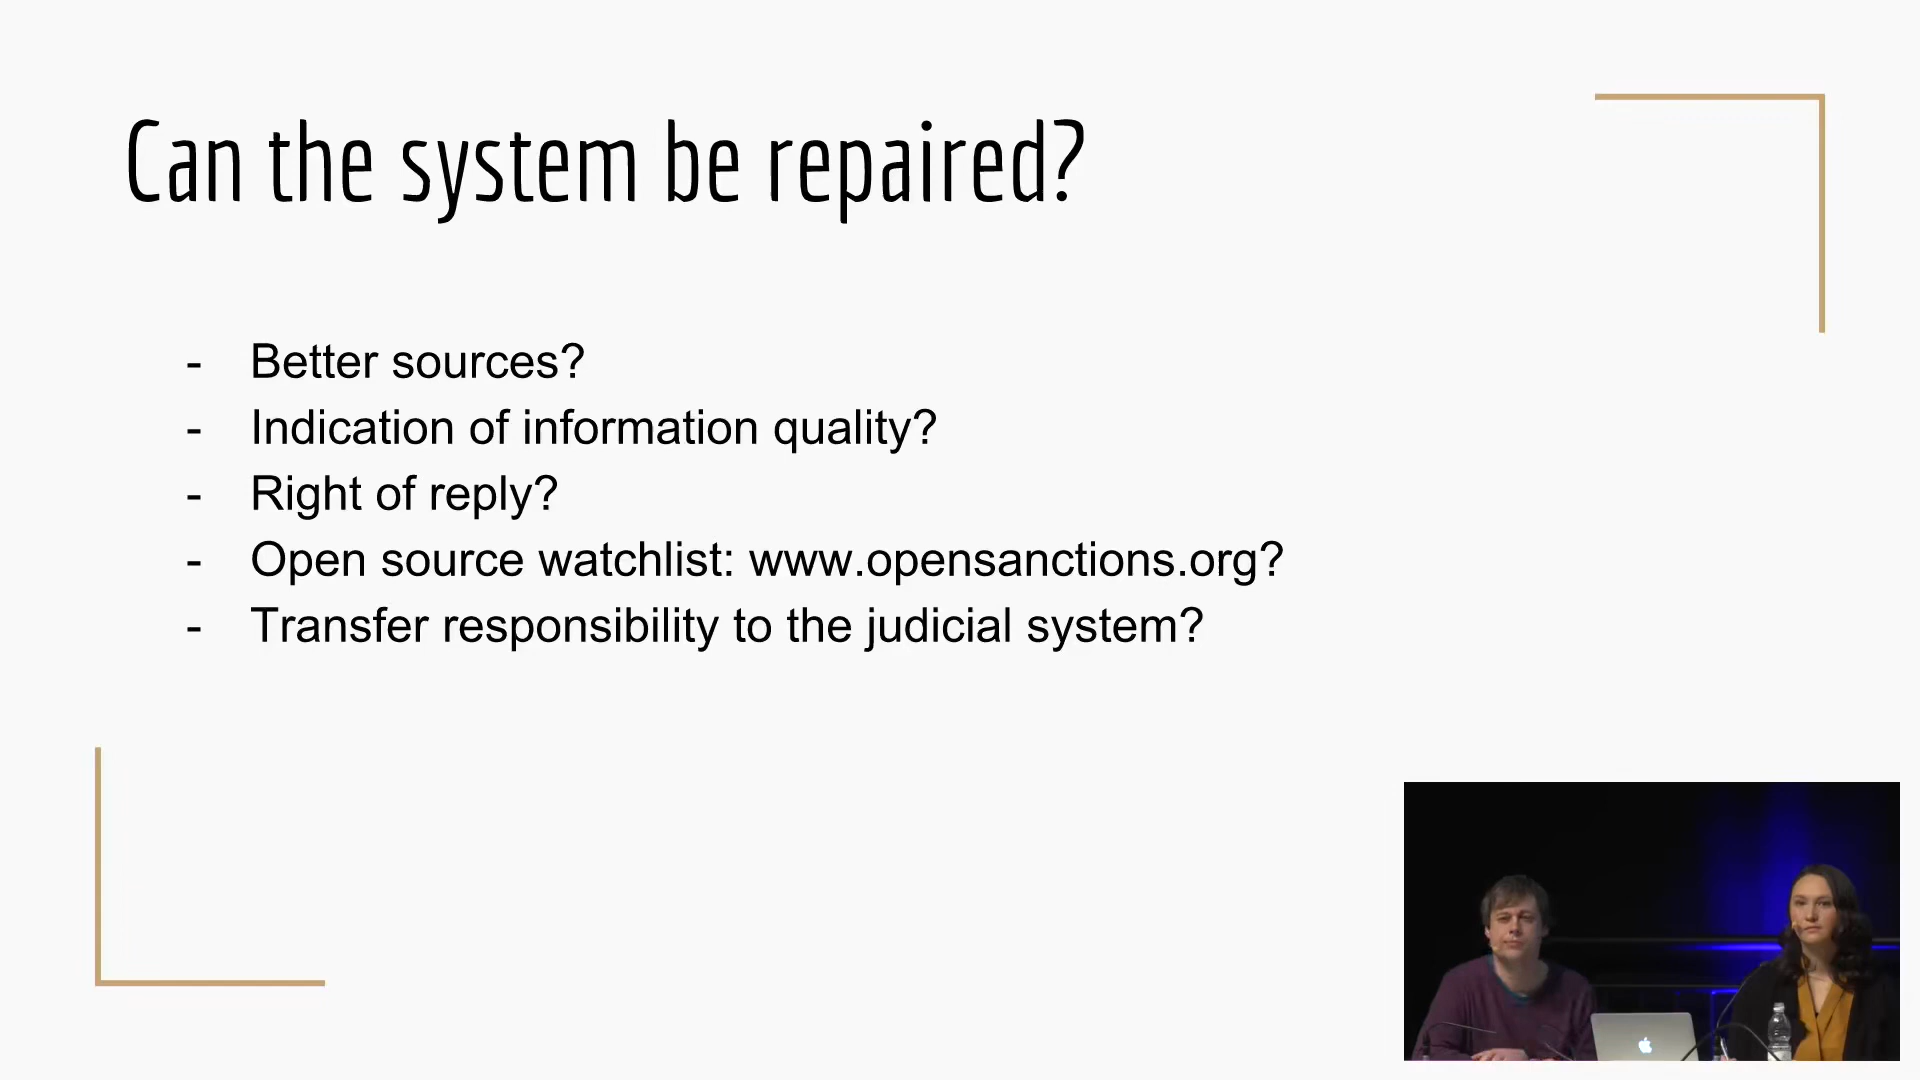 Can the system be repaired?
- Better sources?
- Indication of information quality?
- Right of reply?
- Open source watchlist: www.opensanctions.org?
- Transfer responsibility to the judicial system?